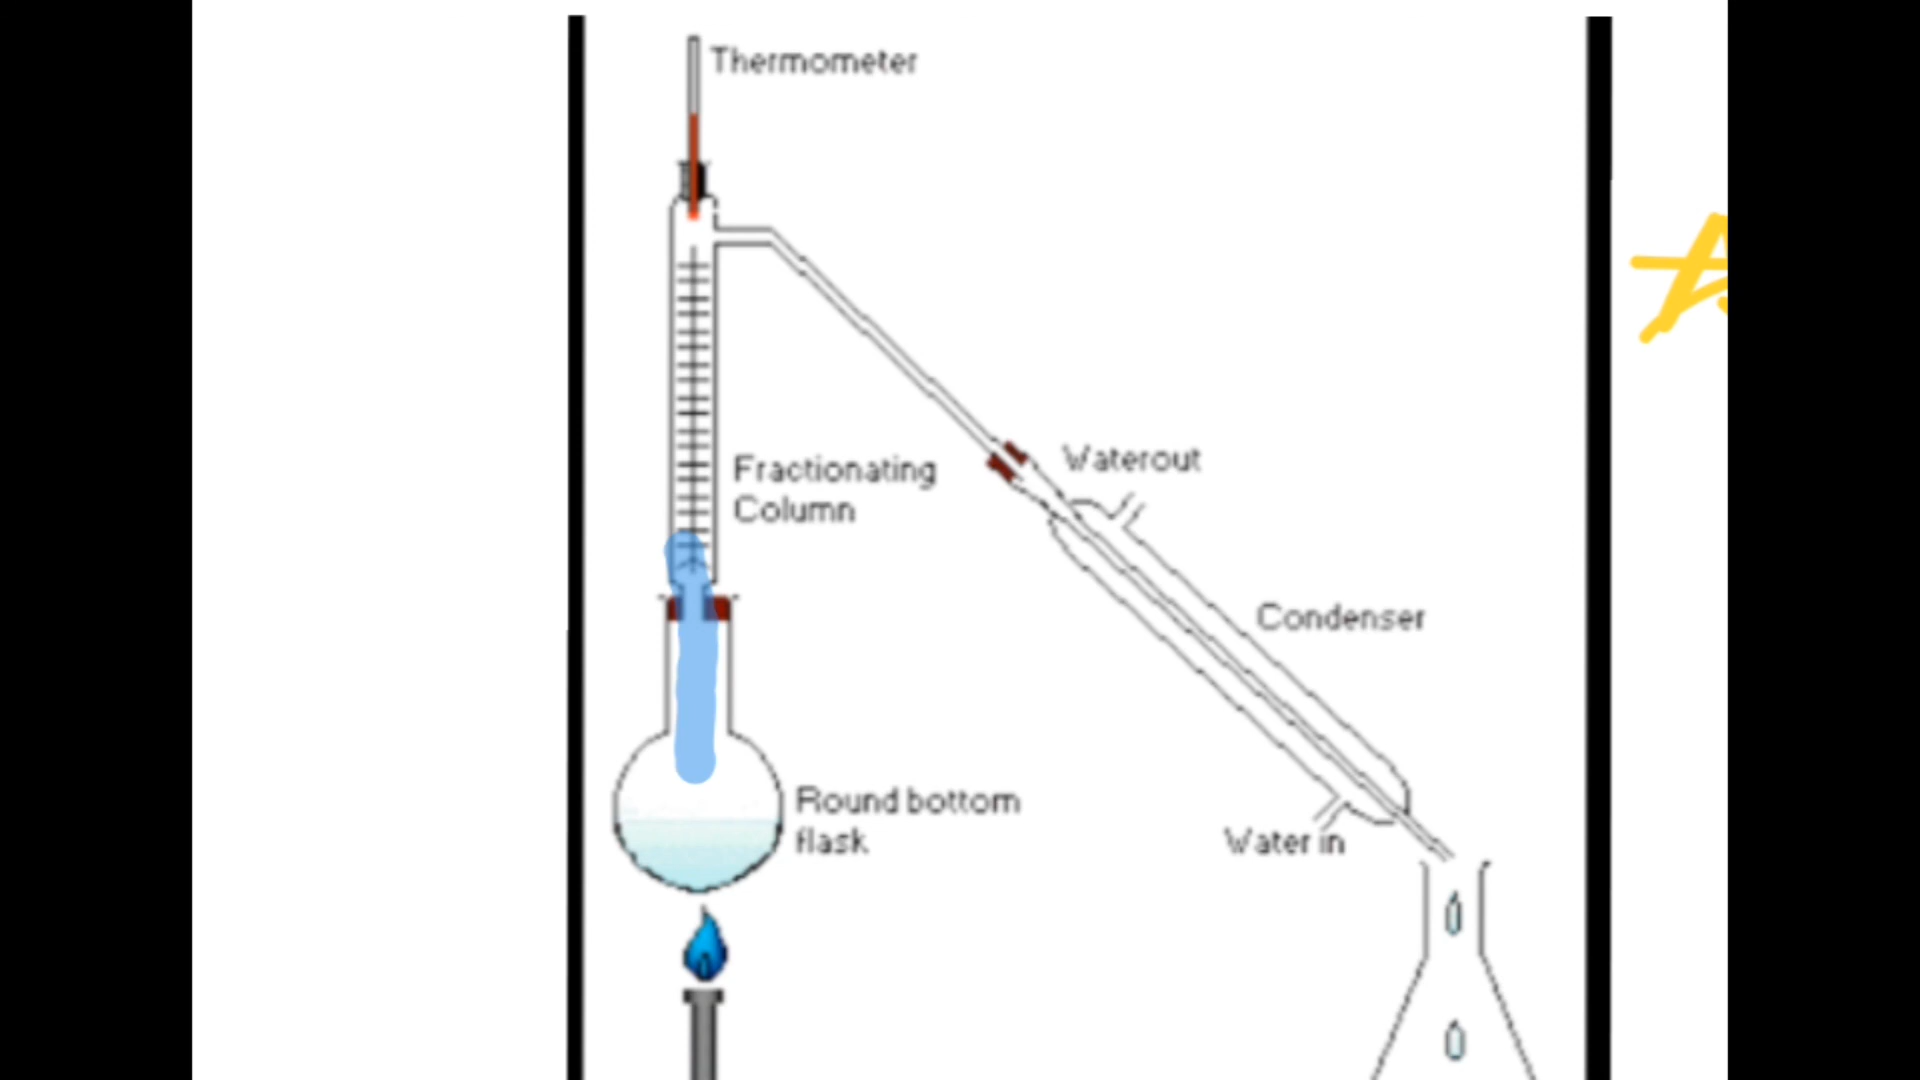 Thermometer
Fractionating
Column
Waterout
Condenser
Round bottom
flask
Water in